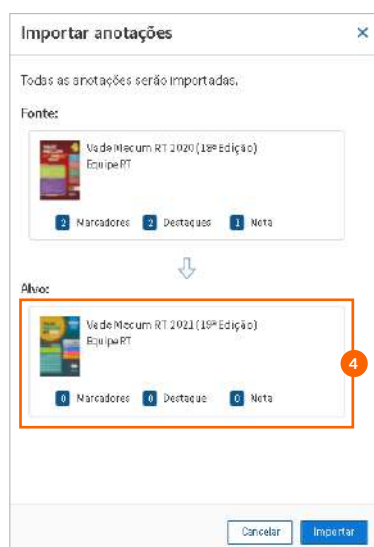 Importar anotações ×
Todas as anotações serão importadas.
Fonte:
Vade Mecum RT 2020 (18ª Edição)
Equipe RT
2 Marcadores 2 Destaques 1 Nota
Alvo:
Vade Mecum RT 2021 (19ª Edição)
Equipe RT
4
0 Marcadores 0 Destaque 0 Nota
Cancelar Importar